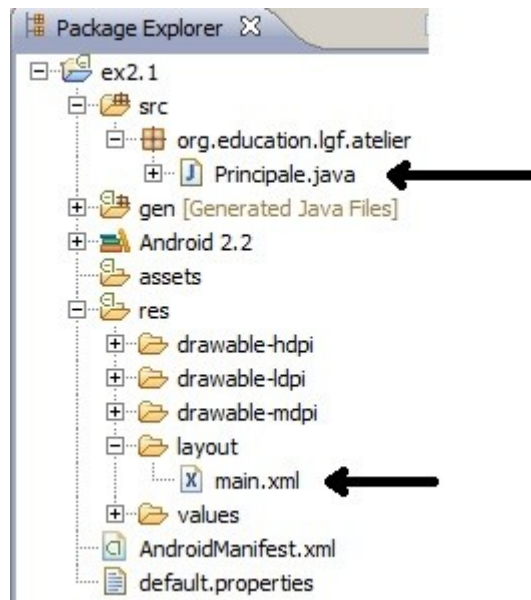 Package Explorer
ex2.1
src
org.education.lgf.atelier
Principale.java
gen [Generated Java Files]
Android 2.2
assets
res
drawable-hdpi
drawable-ldpi
drawable-mdpi
layout
main.xml
values
AndroidManifest.xml
default.properties